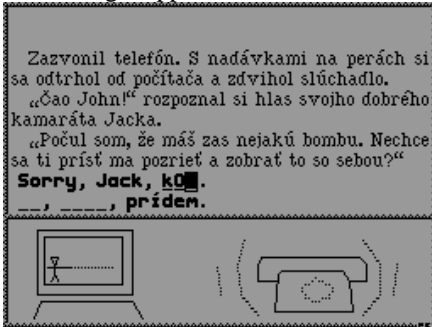 Zazvonil telefón. S nadávkami na perách si
sa odtrhol od počítača a zdvihol slúchadlo.
„Čao John!“ rozpoznal si hlas svojho dobrého
kamaráta Jacka.
„Počul som, že máš zas nejakú bombu. Nechce
sa ti prísť ma pozrieť a zobrať to so sebou?“
Sorry, Jack, kO.
__, ____, prídem.